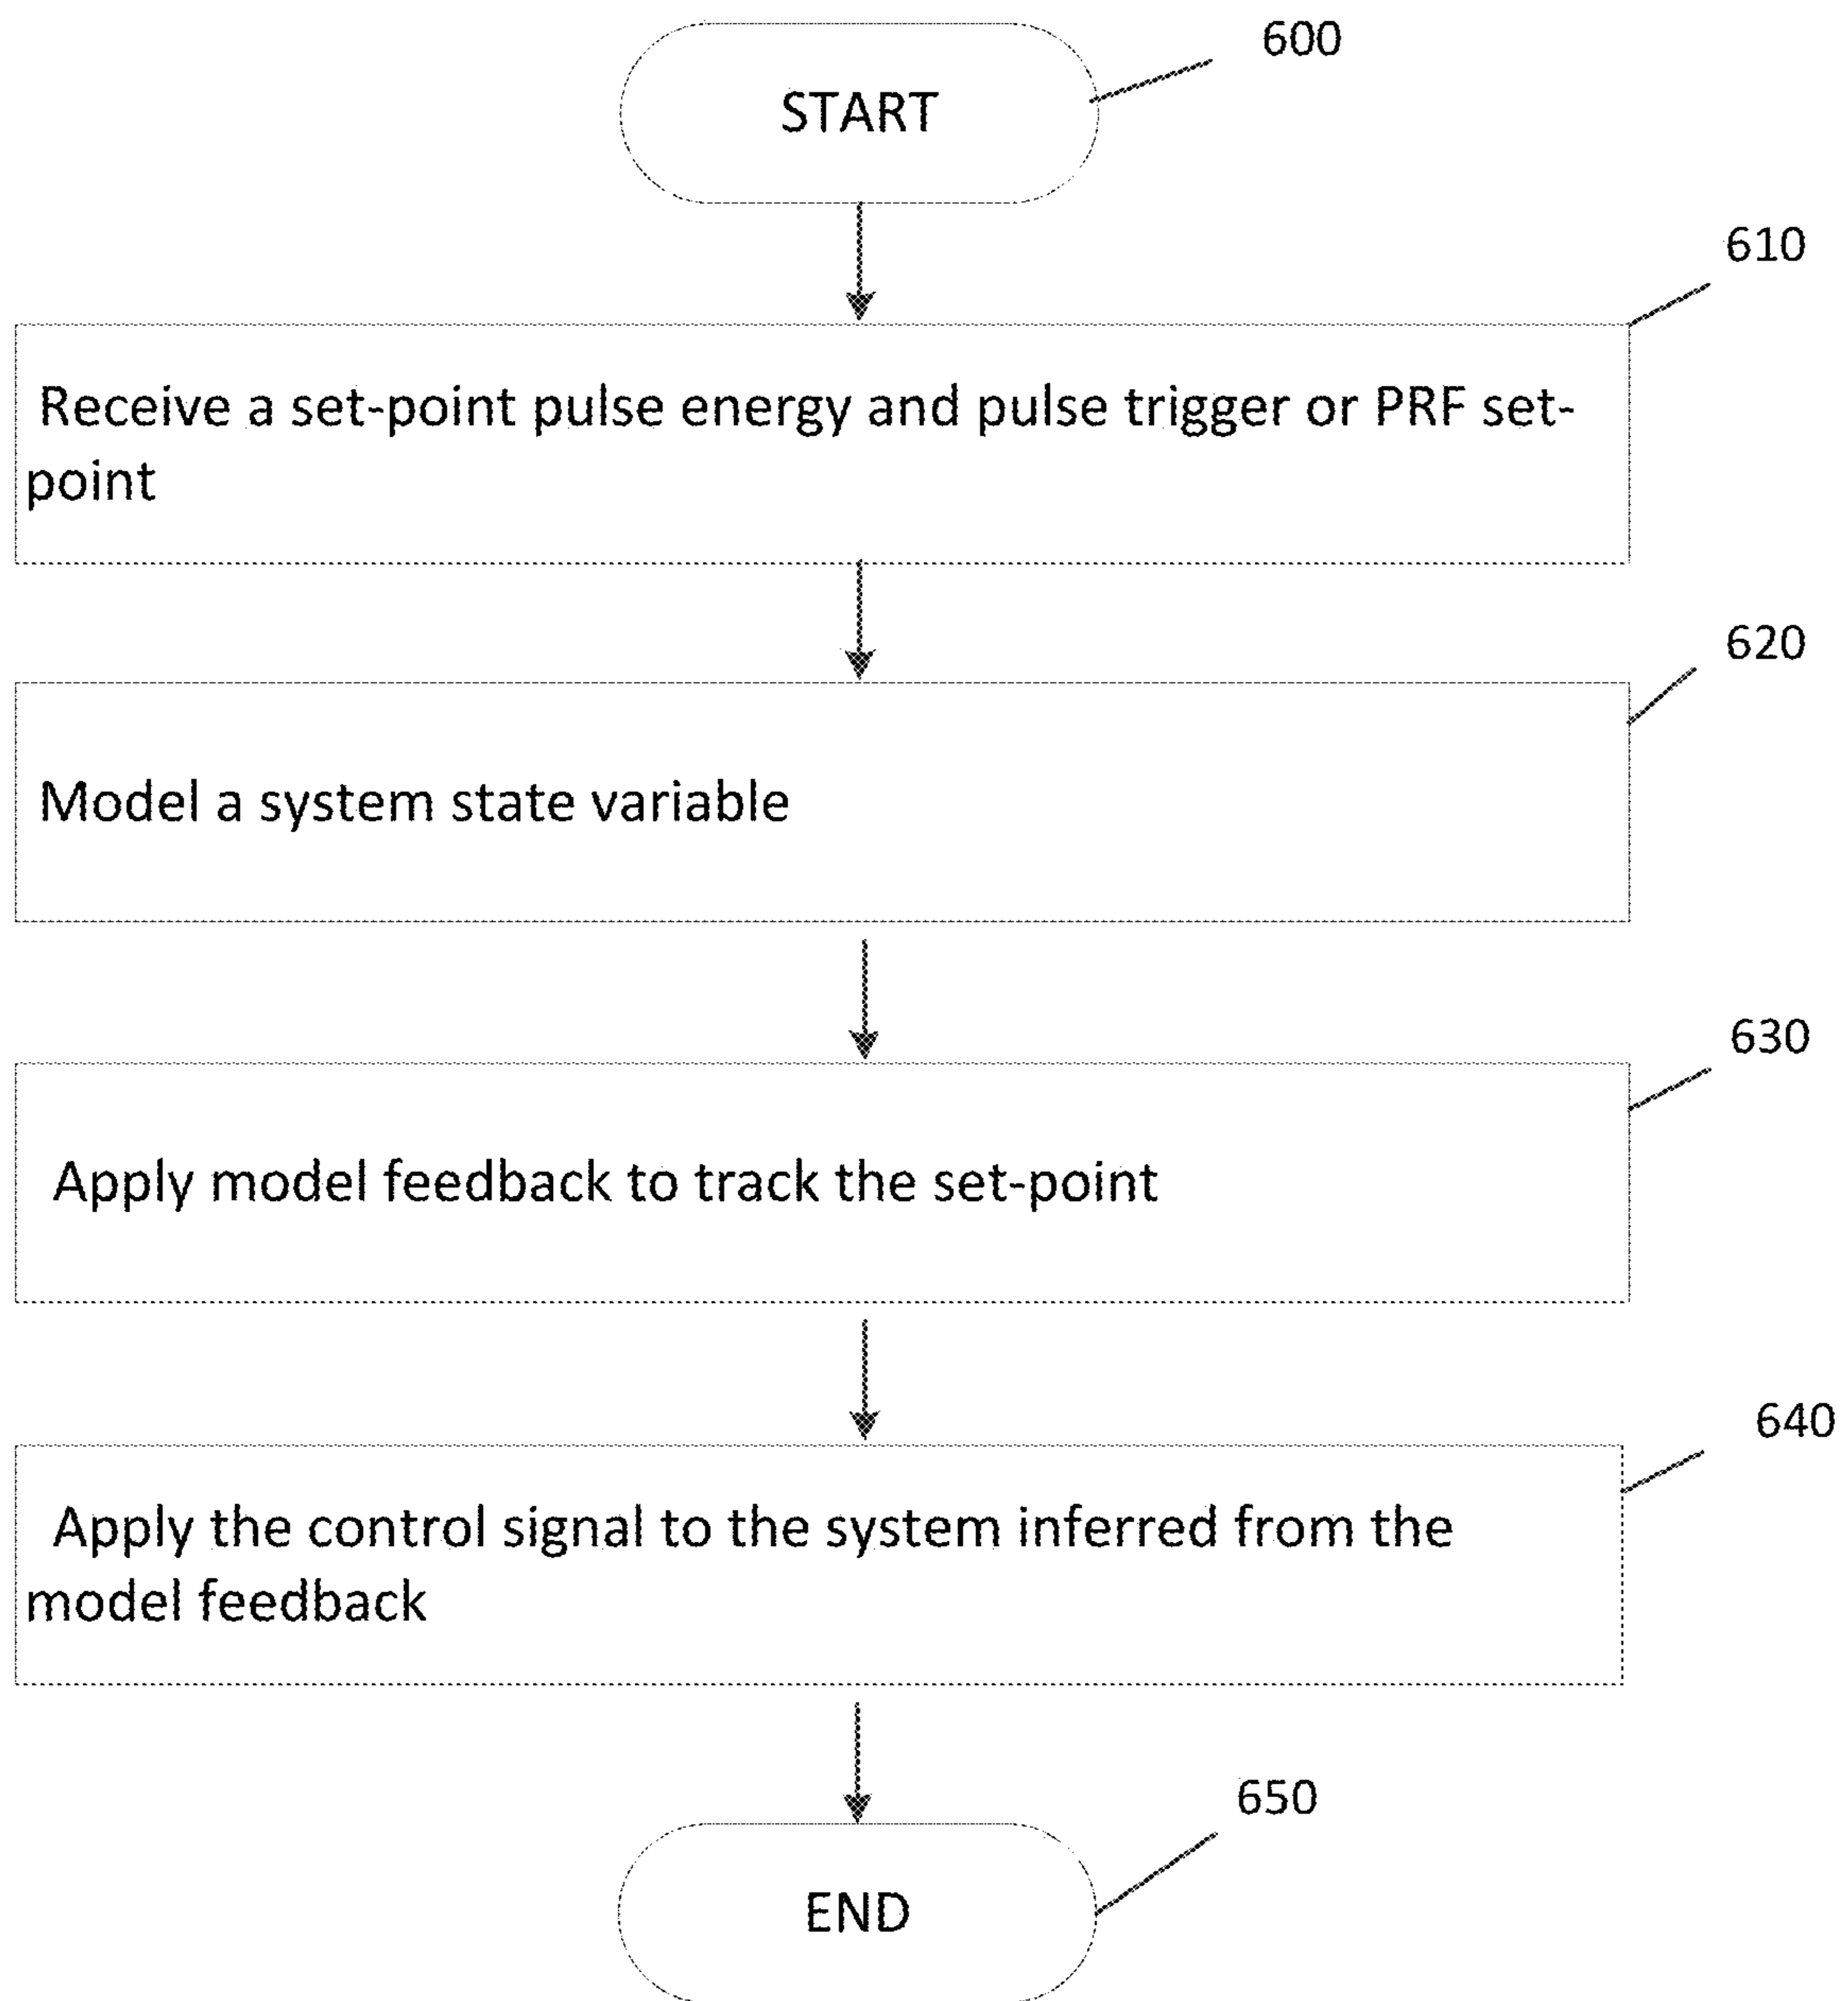 600
START
610
Receive a set-point pulse energy and pulse trigger or PRF set-
point
620
Model a system state variable
630
Apply model feedback to track the set-point
640
Apply the control signal to the system inferred from the
model feedback
650
END